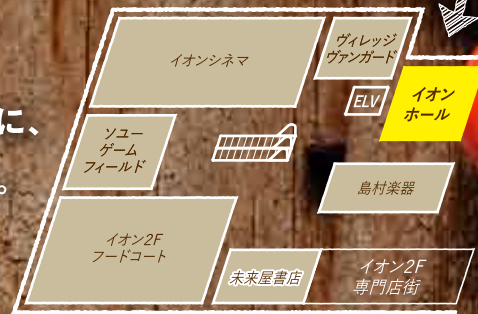 イオンシネマ
ヴィレッジ
ヴァンガード
ELV
イオン
ホール
に、
ソユー
ゲーム
フィールド
。
島村楽器
イオン2F
フードコート
未来屋書店
イオン2F
専門店街